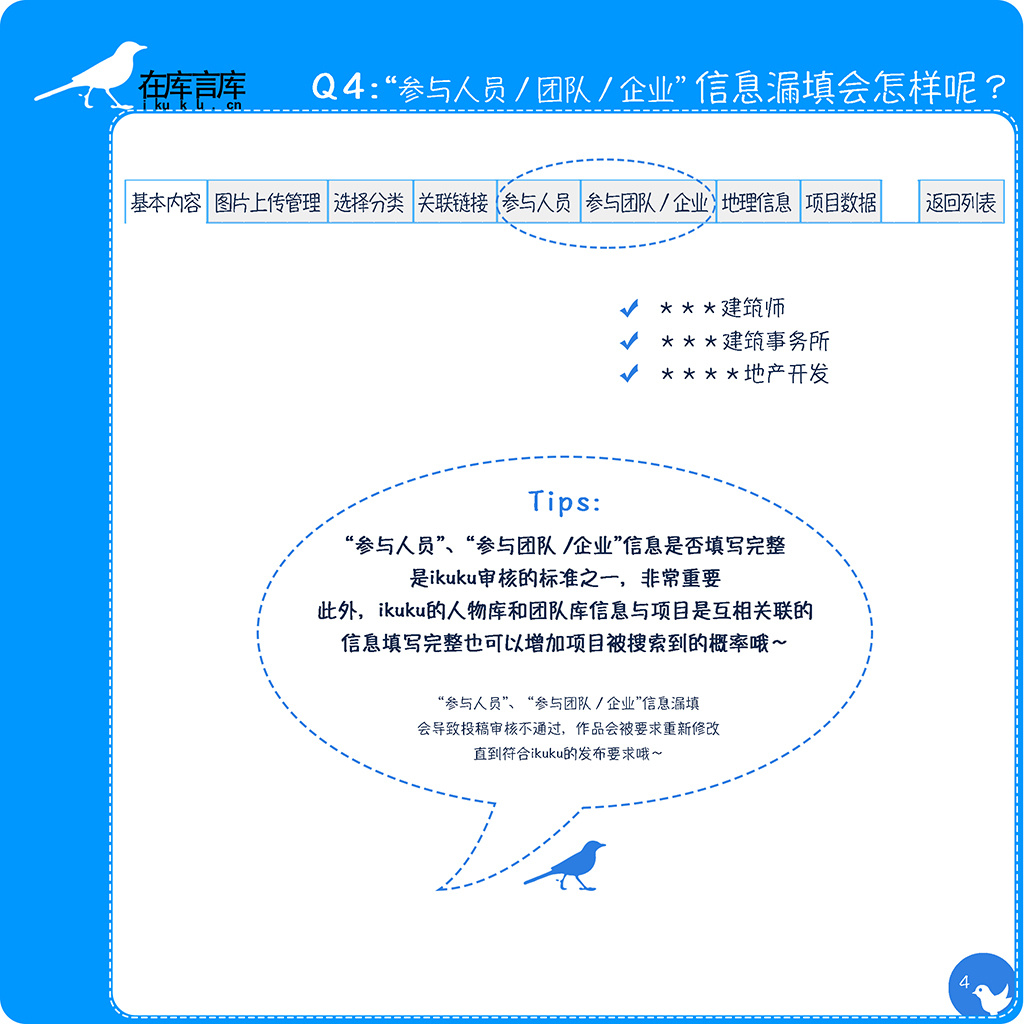 在库言库
ikuku.cn
Q4:“参与人员/团队/企业”信息漏填会怎样呢？
基本内容 图片上传管理 选择分类 关联链接 参与人员 参与团队/企业 地理信息 项目数据 返回列表
✔ ***建筑师
✔ ***建筑事务所
✔ ****地产开发
Tips:
“参与人员”、“参与团队/企业”信息是否填写完整
是ikuku审核的标准之一，非常重要
此外，ikuku的人物库和团队库信息与项目是互相关联的
信息填写完整也可以增加项目被搜索到的概率哦~
“参与人员”、“参与团队/企业”信息漏填
会导致投稿审核不通过，作品会被要求重新修改
直到符合ikuku的发布要求哦~
4